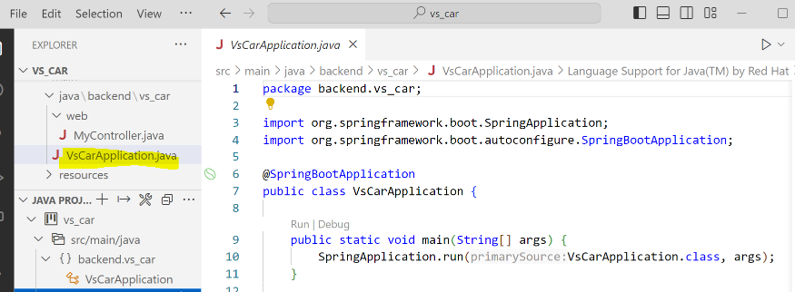 File Edit Selection View ... vs_car
EXPLORER ...
VS_CAR
java\backend\vs_car
web
MyController.java
VsCarApplication.java
resources
JAVA PROJ...
vs_car
src/main/java
backend.vs_car
VsCarApplication
VsCarApplication.java
src > main > java > backend > vs_car > VsCarApplication.java > Language Support for Java(TM) by Red Hat >
1 package backend.vs_car;
2
3 import org.springframework.boot.SpringApplication;
4 import org.springframework.boot.autoconfigure.SpringBootApplication;
5
6 @SpringBootApplication
7 public class VsCarApplication {
8
Run | Debug
9 public static void main(String[] args) {
10 SpringApplication.run(primarySource:VsCarApplication.class, args);
11 }
12